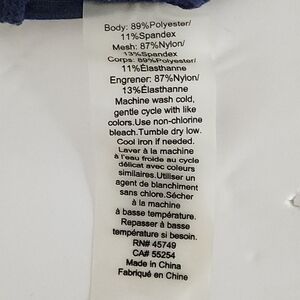 Body: 89%Polyester/
11%Spandex
Mesh: 87%Nylon/
13%Spandex
Corps: 89%Polyester/
11%Élasthanne
Engrener: 87%Nylon/
13%Élasthanne
Machine wash cold,
gentle cycle with like
colors.Use non-chlorine
bleach.Tumble dry low.
Cool iron if needed.
Laver à la machine
à l'eau froide au cycle
délicat avec couleurs
similaires.Utiliser un
agent de blanchiment
sans chlore.Sécher
à la machine
à basse température.
Repasser à basse
température si besoin.
RN# 45749
CA# 55254
Made in China
Fabriqué en Chine